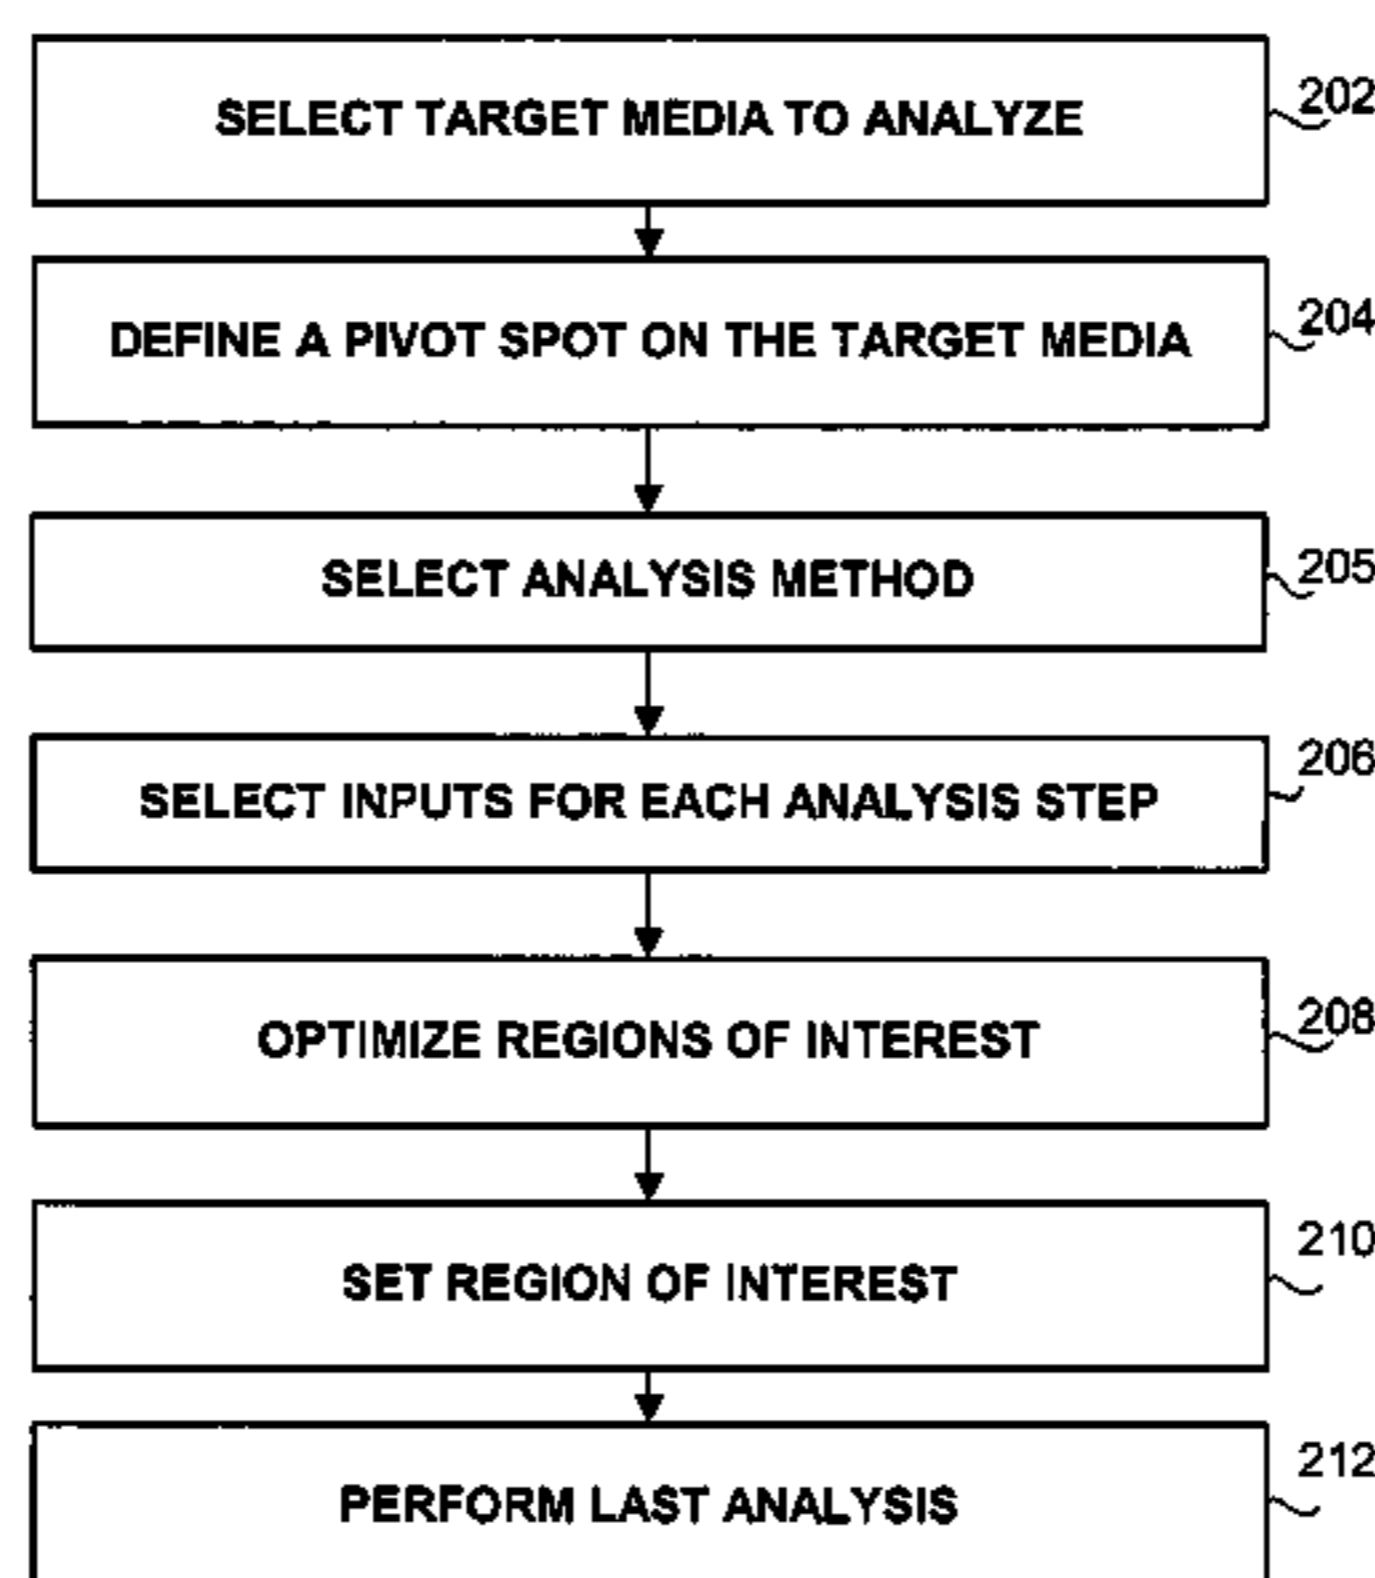 SELECT TARGET MEDIA TO ANALYZE
202
DEFINE A PIVOT SPOT ON THE TARGET MEDIA
204
SELECT ANALYSIS METHOD
205
SELECT INPUTS FOR EACH ANALYSIS STEP
206
OPTIMIZE REGIONS OF INTEREST
208
SET REGION OF INTEREST
210
PERFORM LAST ANALYSIS
212